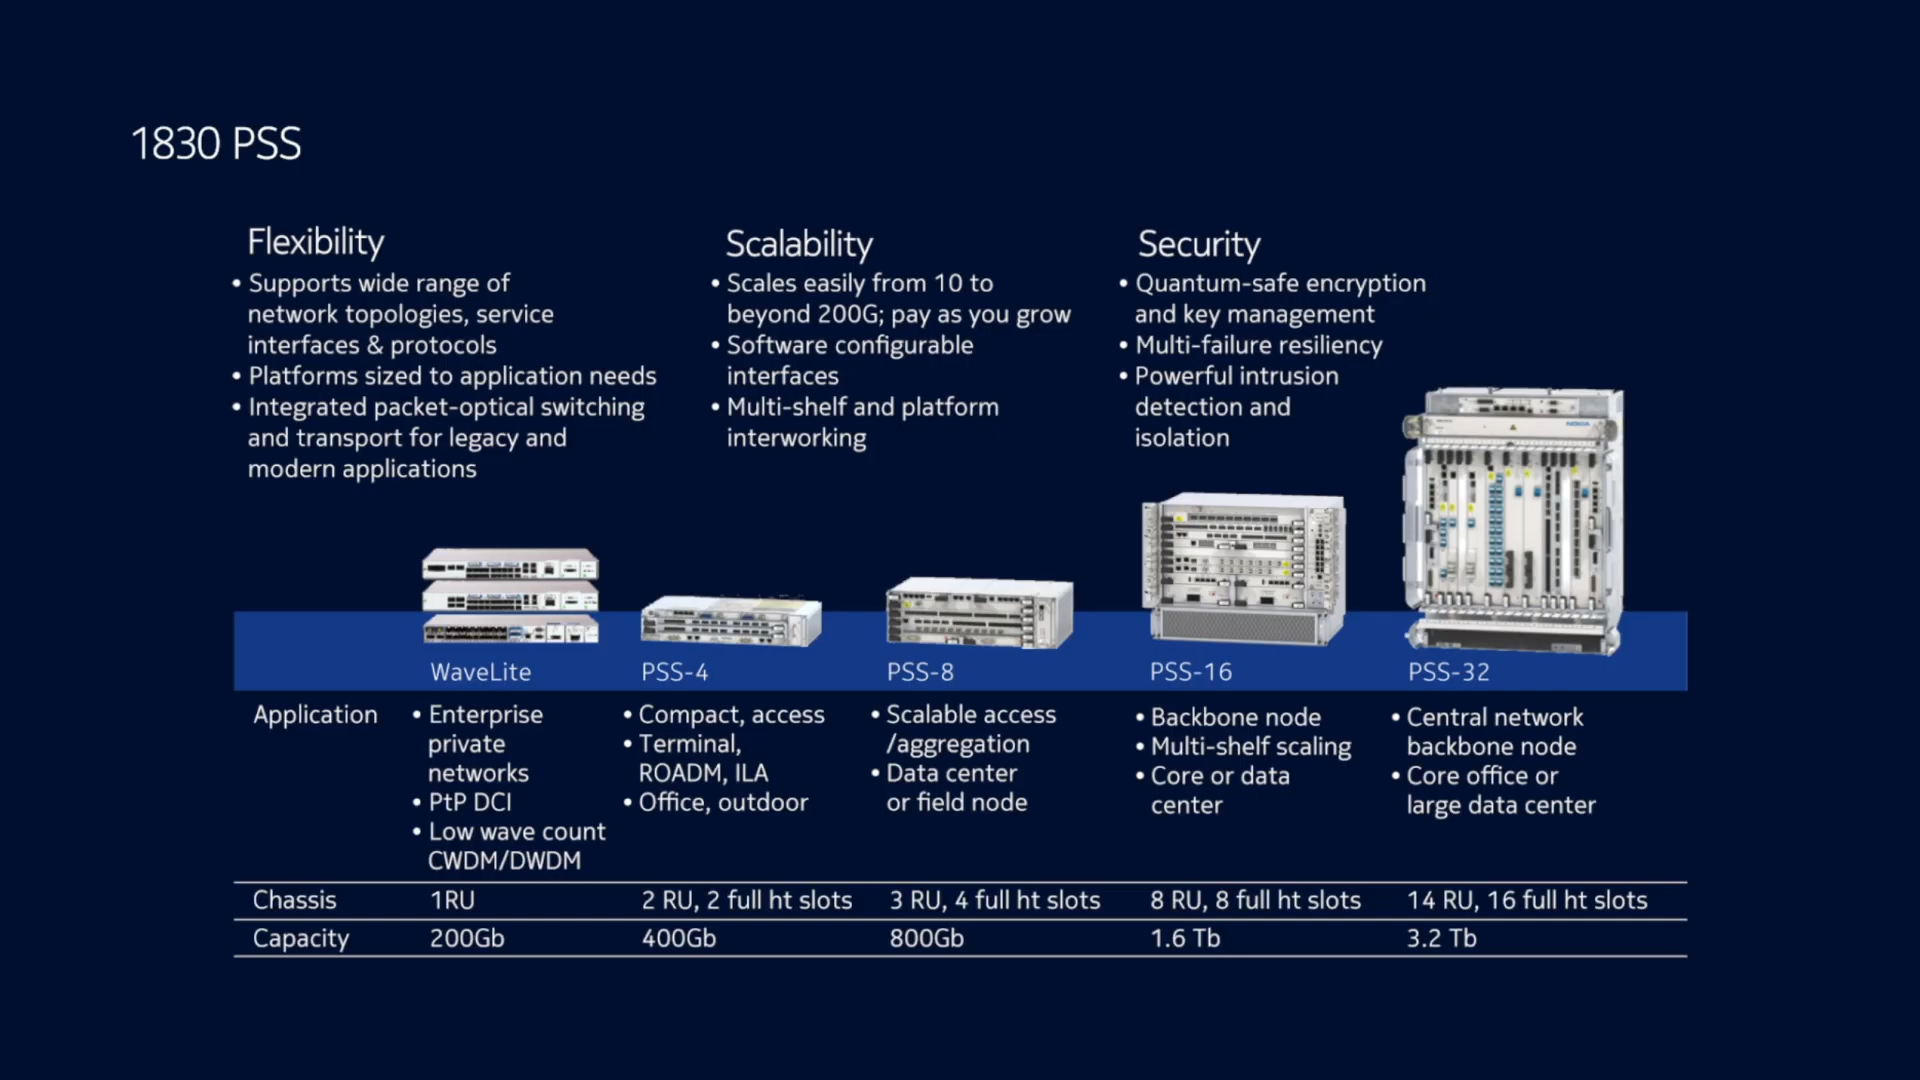 1830 PSS
Flexibility
• Supports wide range of
network topologies, service
interfaces & protocols
• Platforms sized to application needs
• Integrated packet-optical switching
and transport for legacy and
modern applications
Scalability
• Scales easily from 10 to
beyond 200G; pay as you grow
• Software configurable
interfaces
• Multi-shelf and platform
interworking
Security
• Quantum-safe encryption
and key management
• Multi-failure resiliency
• Powerful intrusion
detection and
isolation
NOKIA
WaveLite
PSS-4
PSS-8
PSS-16
PSS-32
Application
• Enterprise
private
networks
• PtP DCI
• Low wave count
CWDM/DWDM
• Compact, access
• Terminal,
ROADM, ILA
• Office, outdoor
• Scalable access
/aggregation
• Data center
or field node
• Backbone node
• Multi-shelf scaling
• Core or data
center
• Central network
backbone node
• Core office or
large data center
Chassis
1RU
2 RU, 2 full ht slots
3 RU, 4 full ht slots
8 RU, 8 full ht slots
14 RU, 16 full ht slots
Capacity
200Gb
400Gb
800Gb
1.6 Tb
3.2 Tb